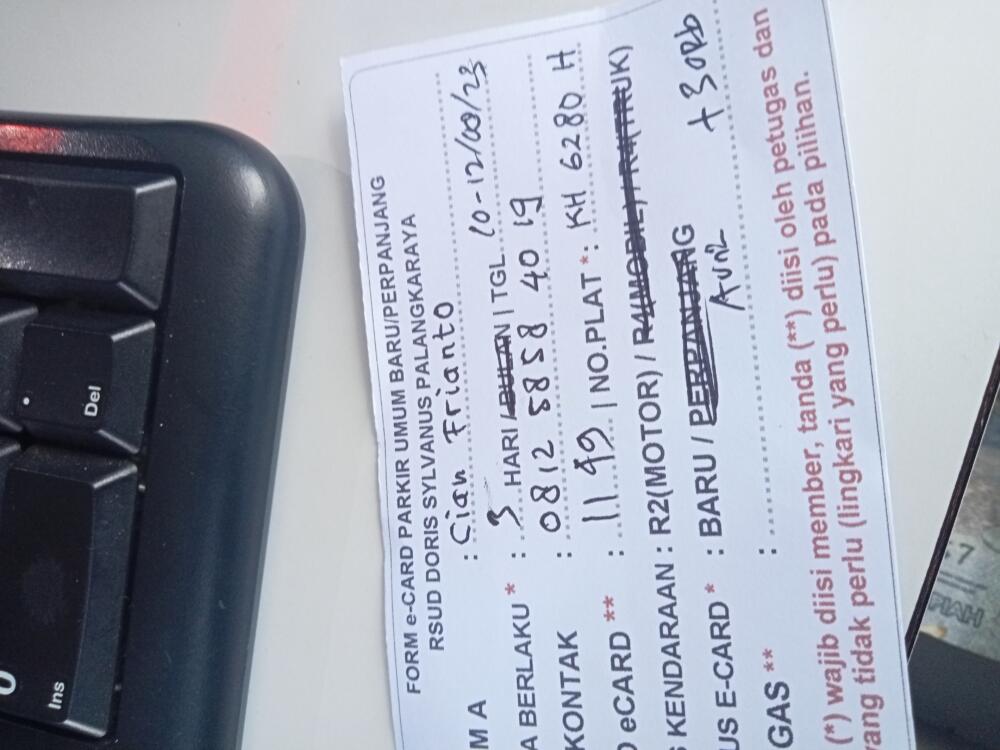 FORM e-CARD PARKIR UMUM BARU/PERPANJANG
RSUD DORIS SYLVANUS PALANGKARAYA
M A : Cian Frianto
A BERLAKU * : 3 HARI / BULAN | TGL. 10-12/08/23
KONTAK : 0812 5858 40 19
D eCARD ** : 1149 | NO.PLAT *: KH 6280 H
S KENDARAAN : R2(MOTOR) / R4(MOBIL) / R4(TRUK)
US E-CARD * : BARU / PERPANJANG + 30Rb
GAS ** :
(*) wajib diisi member, tanda (**) diisi oleh petugas dan
yang tidak perlu (lingkari yang perlu) pada pilihan.
Del
Ins
0